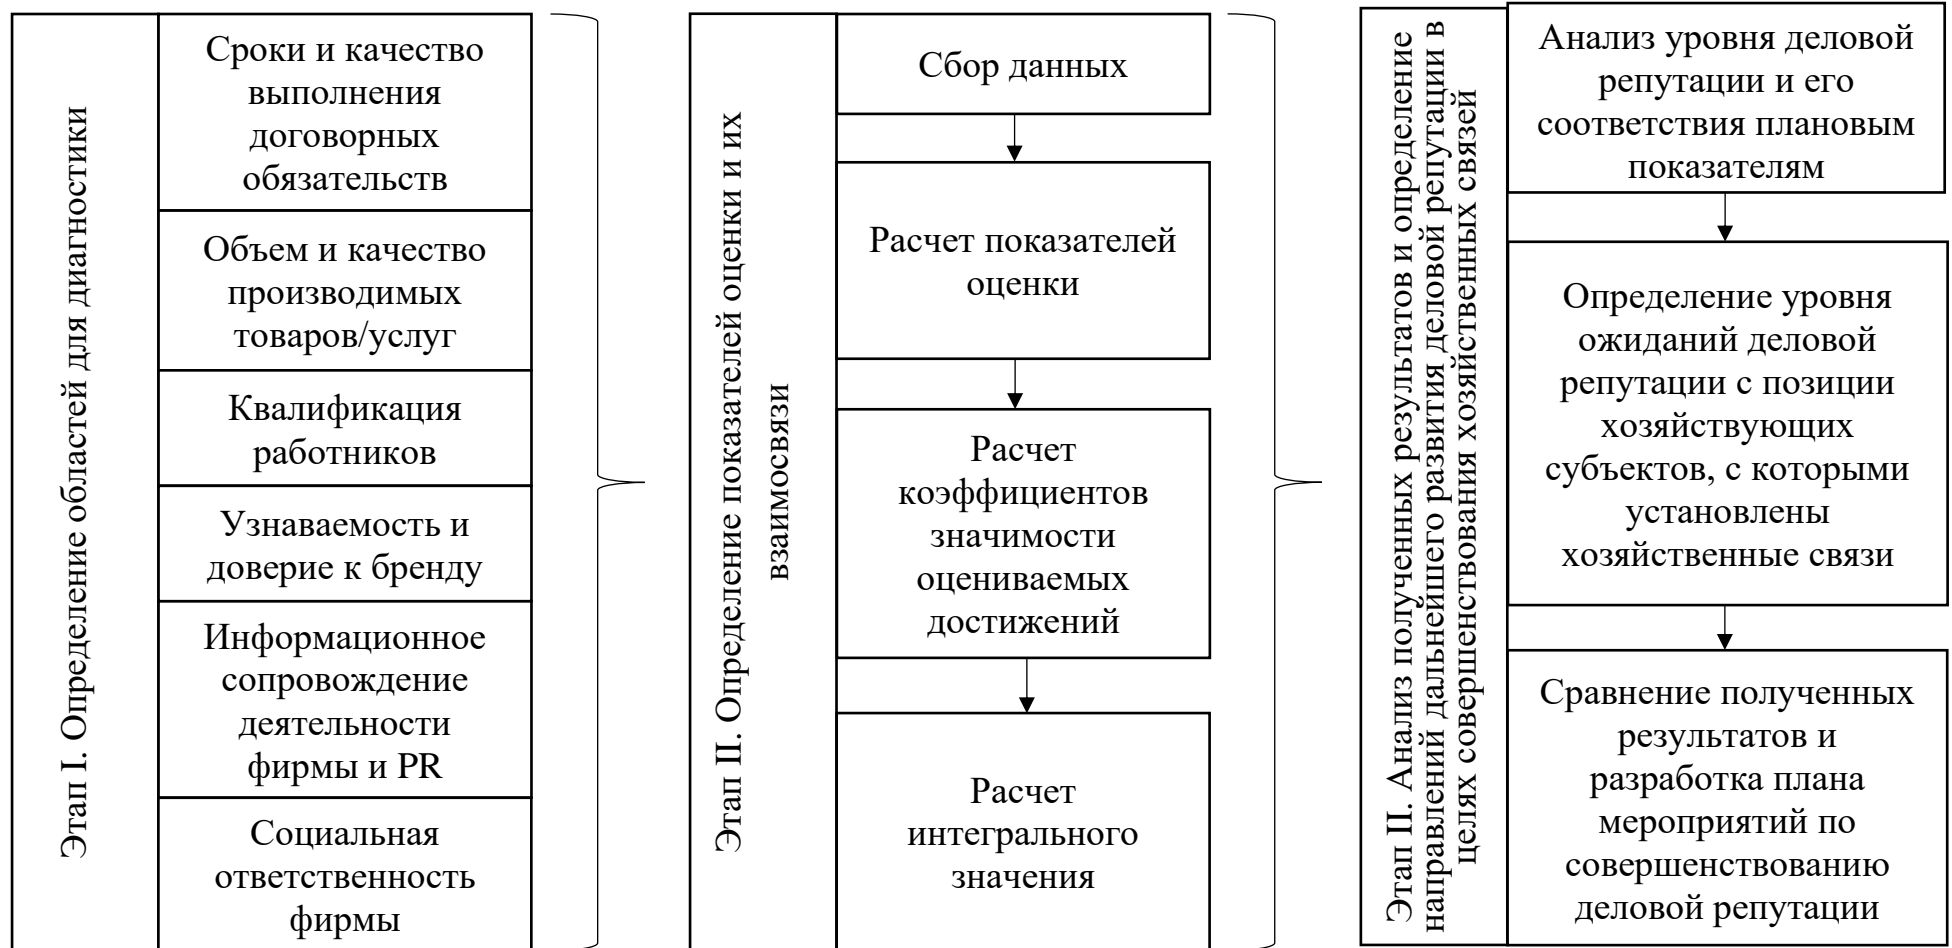 Этап I. Определение областей для диагностики
Сроки и качество
выполнения
договорных
обязательств
Объем и качество
производимых
товаров/услуг
Квалификация
работников
Узнаваемость и
доверие к бренду
Информационное
сопровождение
деятельности
фирмы и PR
Социальная
ответственность
фирмы
Этап II. Определение показателей оценки и их
взаимосвязи
Сбор данных
Расчет показателей
оценки
Расчет
коэффициентов
значимости
оцениваемых
достижений
Расчет
интегрального
значения
Этап II. Анализ полученных результатов и определение
направлений дальнейшего развития деловой репутации в
целях совершенствования хозяйственных связей
Анализ уровня деловой
репутации и его
соответствия плановым
показателям
Определение уровня
ожиданий деловой
репутации с позиции
хозяйствующих
субъектов, с которыми
установлены
хозяйственные связи
Сравнение полученных
результатов и
разработка плана
мероприятий по
совершенствованию
деловой репутации